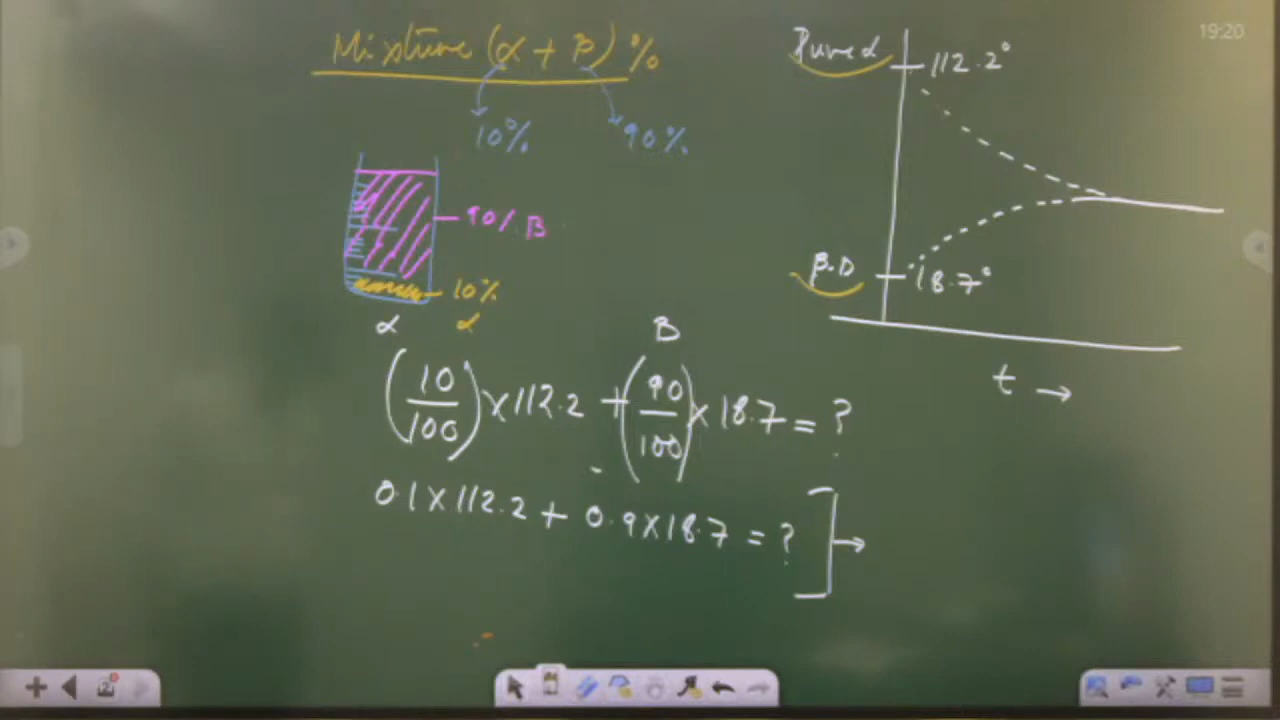 19:20
Mixture (α + β) %
10% 90%
90% B
10%
α α
Pure α 112.2°
β.D 18.7°
t →
B
(10/100) × 112.2 + (90/100) × 18.7 = ?
0.1 × 112.2 + 0.9 × 18.7 = ? ] →
2